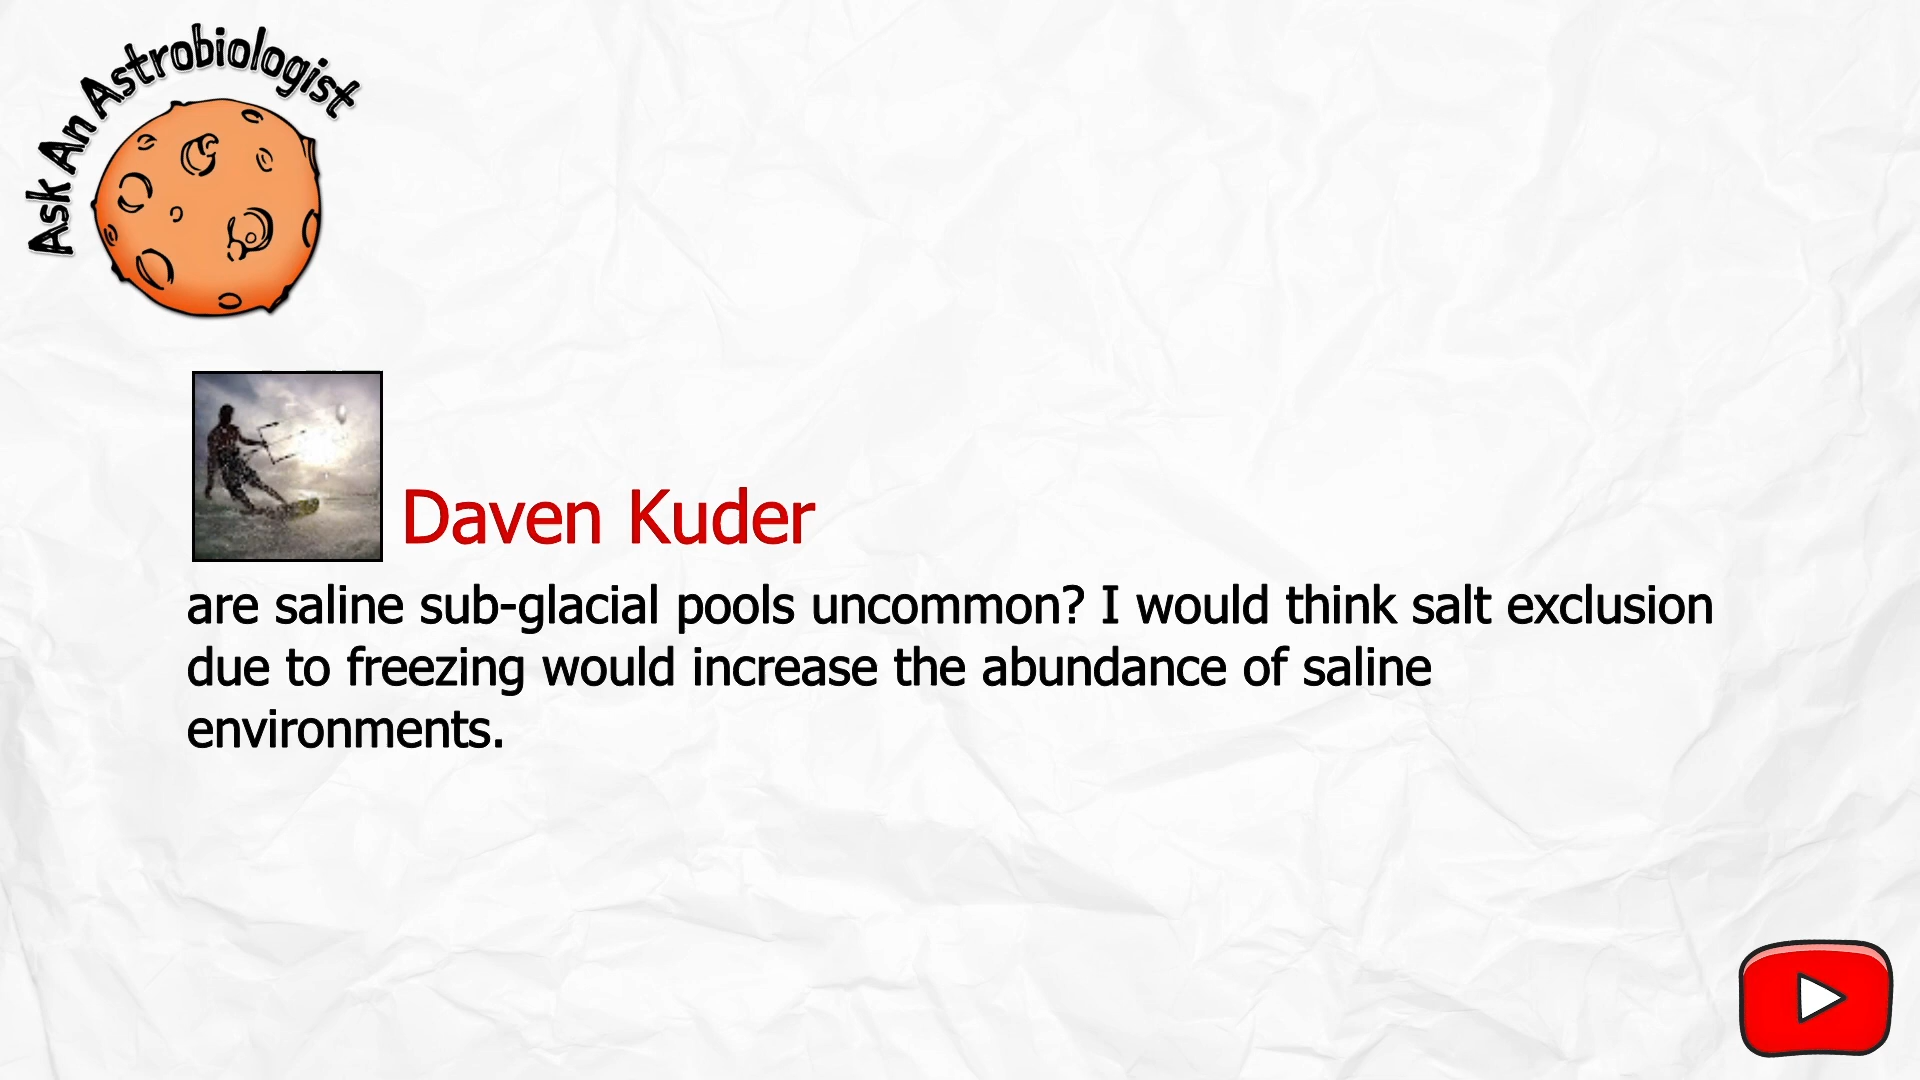 Ask An Astrobiologist
Daven Kuder
are saline sub-glacial pools uncommon? I would think salt exclusion
due to freezing would increase the abundance of saline
environments.